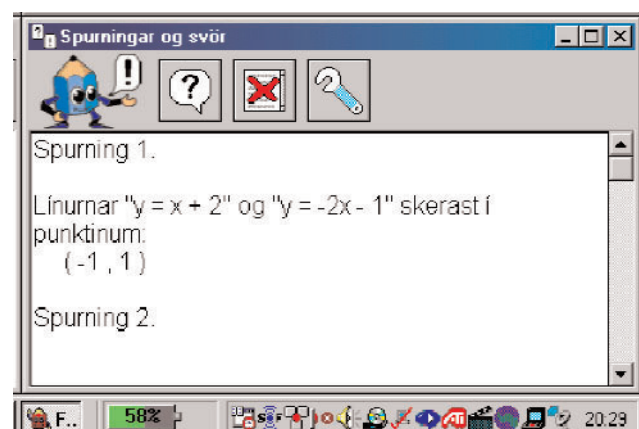 Spurningar og svör
Spurning 1.
Línurnar "y = x + 2" og "y = -2x - 1" skerast í
punktinum:
( -1 , 1 )
Spurning 2.
F..
58%
20:29